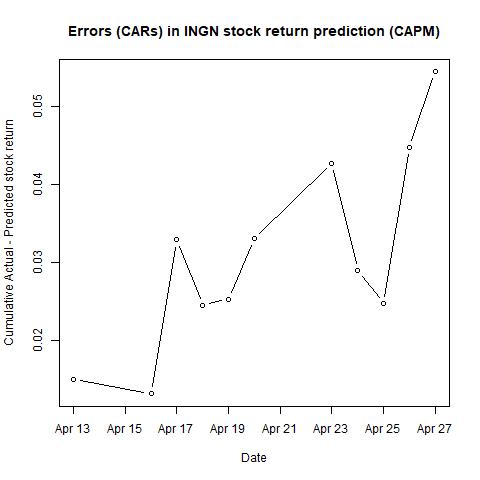 Errors (CARs) in INGN stock return prediction (CAPM)
Cumulative Actual - Predicted stock return
0.05
0.04
0.03
0.02
Apr 13 Apr 15 Apr 17 Apr 19 Apr 21 Apr 23 Apr 25 Apr 27
Date